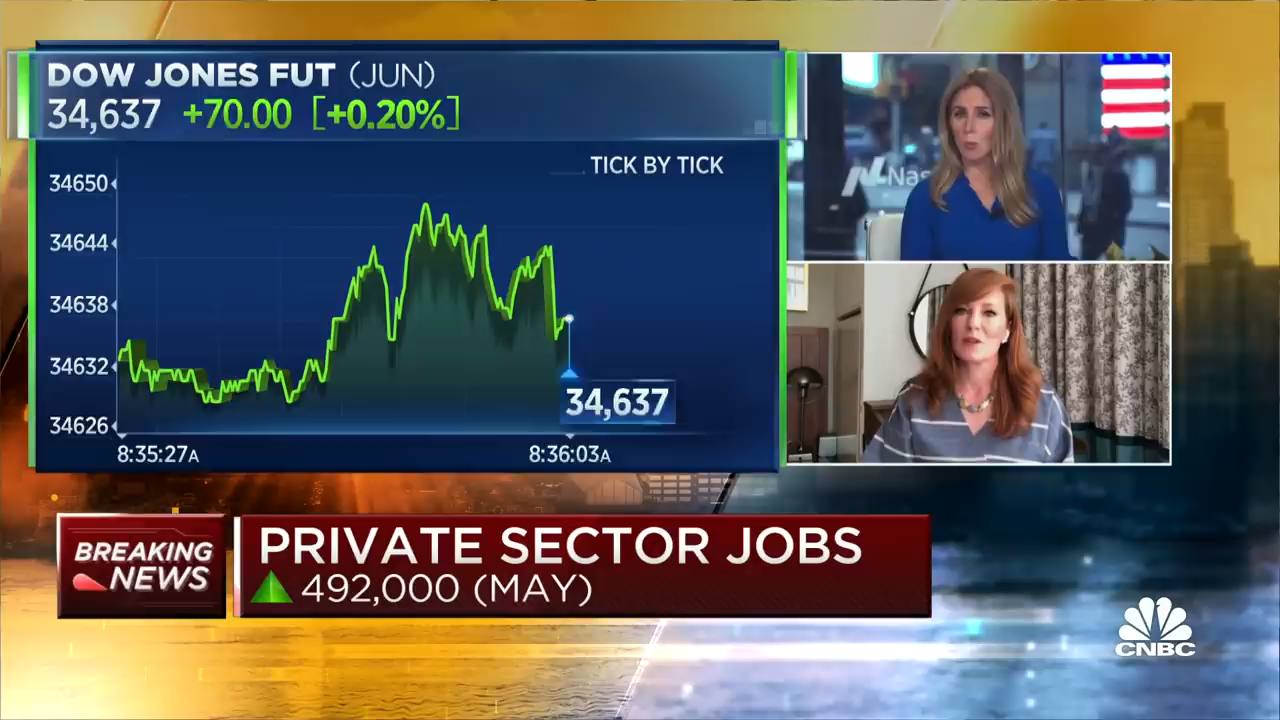 DOW JONES FUT (JUN)
34,637 +70.00 [+0.20%]
TICK BY TICK
34650
34644
34638
34632
34626
34,637
8:35:27A
8:36:03A
Nas
BREAKING
NEWS
PRIVATE SECTOR JOBS
492,000 (MAY)
CNBC